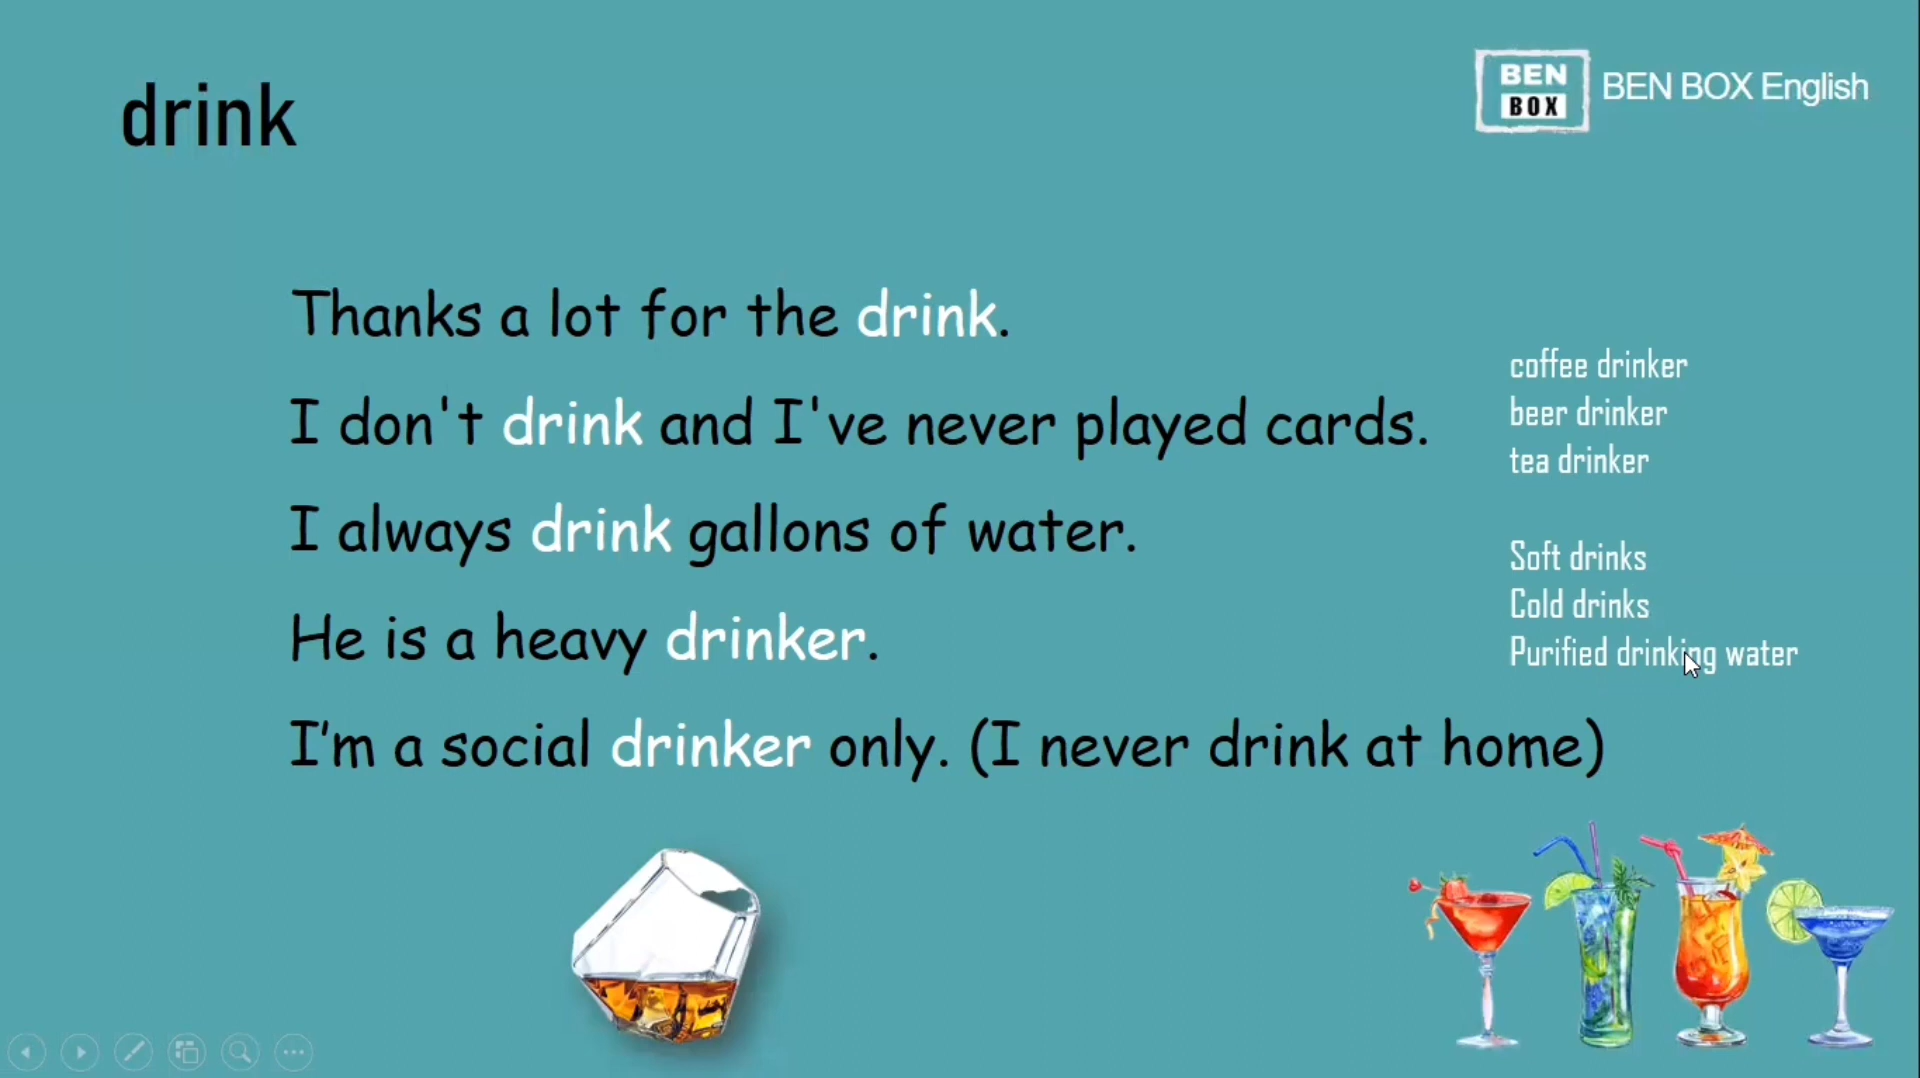 BEN
BOX
BEN BOX English
drink
Thanks a lot for the drink.
I don't drink and I've never played cards.
I always drink gallons of water.
He is a heavy drinker.
I'm a social drinker only. (I never drink at home)
coffee drinker
beer drinker
tea drinker
Soft drinks
Cold drinks
Purified drinking water